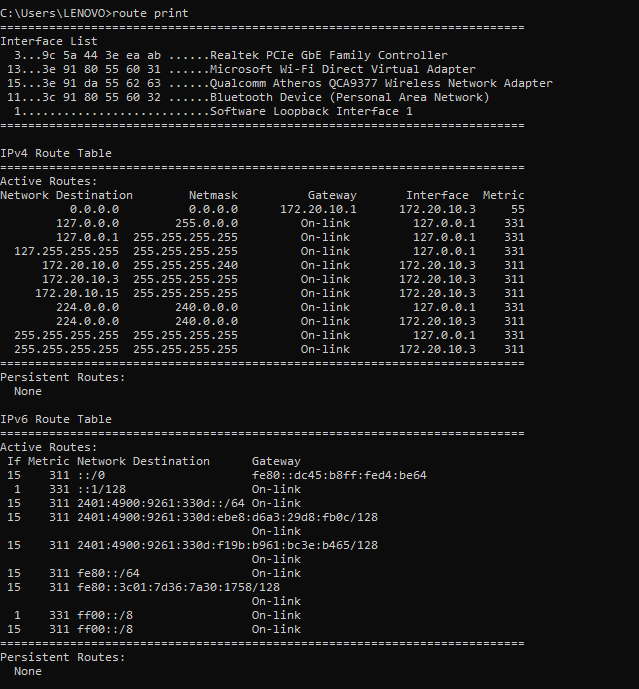 C:\Users\LENOVO>route print
===========================================================================
Interface List
  3...9c 5a 44 3e ea ab ......Realtek PCIe GbE Family Controller
 13...3e 91 80 55 60 31 ......Microsoft Wi-Fi Direct Virtual Adapter
 15...3e 91 da 55 62 63 ......Qualcomm Atheros QCA9377 Wireless Network Adapter
 11...3c 91 80 55 60 32 ......Bluetooth Device (Personal Area Network)
  1...........................Software Loopback Interface 1
===========================================================================
IPv4 Route Table
===========================================================================
Active Routes:
Network Destination        Netmask          Gateway       Interface  Metric
          0.0.0.0          0.0.0.0      172.20.10.1      172.20.10.3     55
        127.0.0.0        255.0.0.0         On-link         127.0.0.1    331
        127.0.0.1  255.255.255.255         On-link         127.0.0.1    331
  127.255.255.255  255.255.255.255         On-link         127.0.0.1    331
      172.20.10.0  255.255.255.240         On-link       172.20.10.3    311
      172.20.10.3  255.255.255.255         On-link       172.20.10.3    311
     172.20.10.15  255.255.255.255         On-link       172.20.10.3    311
        224.0.0.0        240.0.0.0         On-link         127.0.0.1    331
        224.0.0.0        240.0.0.0         On-link       172.20.10.3    311
  255.255.255.255  255.255.255.255         On-link         127.0.0.1    331
  255.255.255.255  255.255.255.255         On-link       172.20.10.3    311
===========================================================================
Persistent Routes:
  None
IPv6 Route Table
===========================================================================
Active Routes:
 If Metric Network Destination      Gateway
 15    311 ::/0                     fe80::dc45:b8ff:fed4:be64
  1    331 ::1/128                  On-link
 15    311 2401:4900:9261:330d::/64 On-link
 15    311 2401:4900:9261:330d:ebe8:d6a3:29d8:fb0c/128
                                    On-link
 15    311 2401:4900:9261:330d:f19b:b961:bc3e:b465/128
                                    On-link
 15    311 fe80::/64                On-link
 15    311 fe80::3c01:7d36:7a30:1758/128
                                    On-link
  1    331 ff00::/8                 On-link
 15    311 ff00::/8                 On-link
===========================================================================
Persistent Routes:
  None